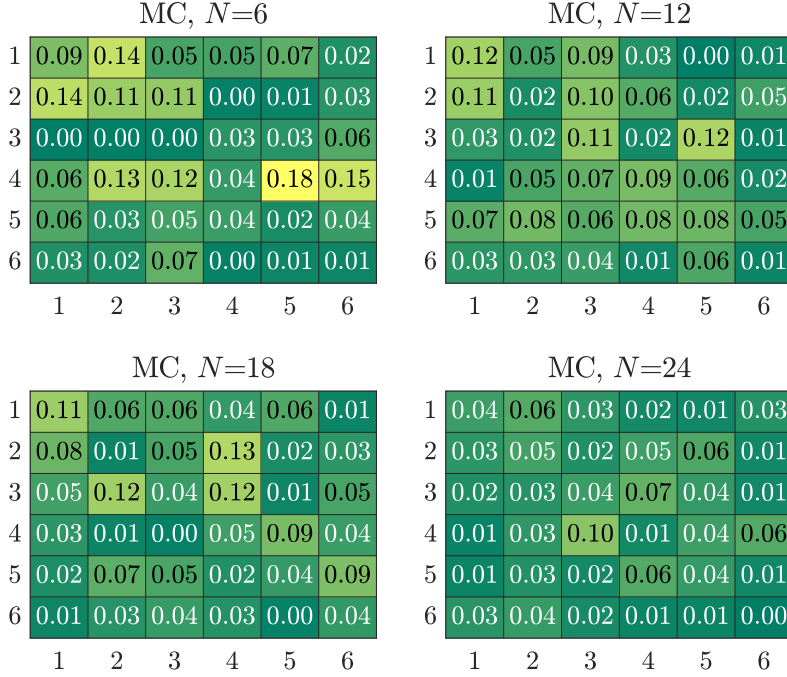 MC, N=6
1 0.09 0.14 0.05 0.05 0.07 0.02
2 0.14 0.11 0.11 0.00 0.01 0.03
3 0.00 0.00 0.00 0.03 0.03 0.06
4 0.06 0.13 0.12 0.04 0.18 0.15
5 0.06 0.03 0.05 0.04 0.02 0.04
6 0.03 0.02 0.07 0.00 0.01 0.01
1 2 3 4 5 6
MC, N=12
1 0.12 0.05 0.09 0.03 0.00 0.01
2 0.11 0.02 0.10 0.06 0.02 0.05
3 0.03 0.02 0.11 0.02 0.12 0.01
4 0.01 0.05 0.07 0.09 0.06 0.02
5 0.07 0.08 0.06 0.08 0.08 0.05
6 0.03 0.03 0.04 0.01 0.06 0.01
1 2 3 4 5 6
MC, N=18
1 0.11 0.06 0.06 0.04 0.06 0.01
2 0.08 0.01 0.05 0.13 0.02 0.03
3 0.05 0.12 0.04 0.12 0.01 0.05
4 0.03 0.01 0.00 0.05 0.09 0.04
5 0.02 0.07 0.05 0.02 0.04 0.09
6 0.01 0.03 0.04 0.03 0.00 0.04
1 2 3 4 5 6
MC, N=24
1 0.04 0.06 0.03 0.02 0.01 0.03
2 0.03 0.05 0.02 0.05 0.06 0.01
3 0.02 0.03 0.04 0.07 0.04 0.01
4 0.01 0.03 0.10 0.01 0.04 0.06
5 0.01 0.03 0.02 0.06 0.04 0.01
6 0.03 0.04 0.02 0.01 0.01 0.00
1 2 3 4 5 6